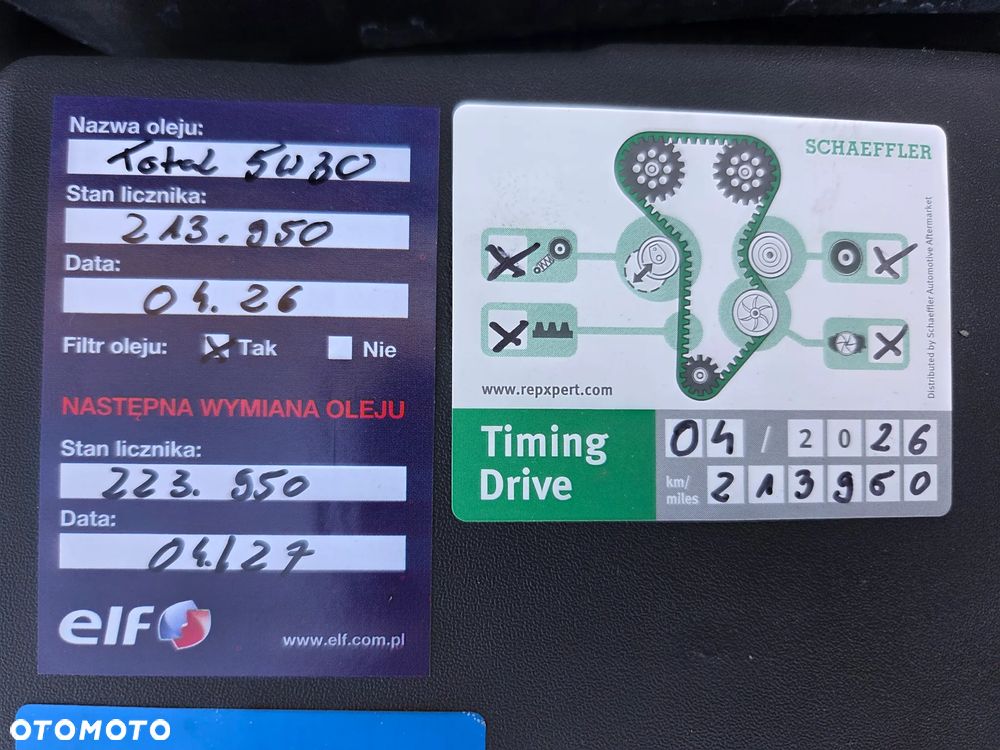 Nazwa oleju:
Total 5W30
Stan licznika:
213.950
Data:
04.26
Filtr oleju: Tak Nie
NASTĘPNA WYMIANA OLEJU
Stan licznika:
223.950
Data:
04.127
elf
www.elf.com.pl
SCHAEFFLER
Distributed by Schaeffler Automotive Aftermarket
www.repxpert.com
Timing Drive
04 / 2026
km/miles 213960
OTOMOTO